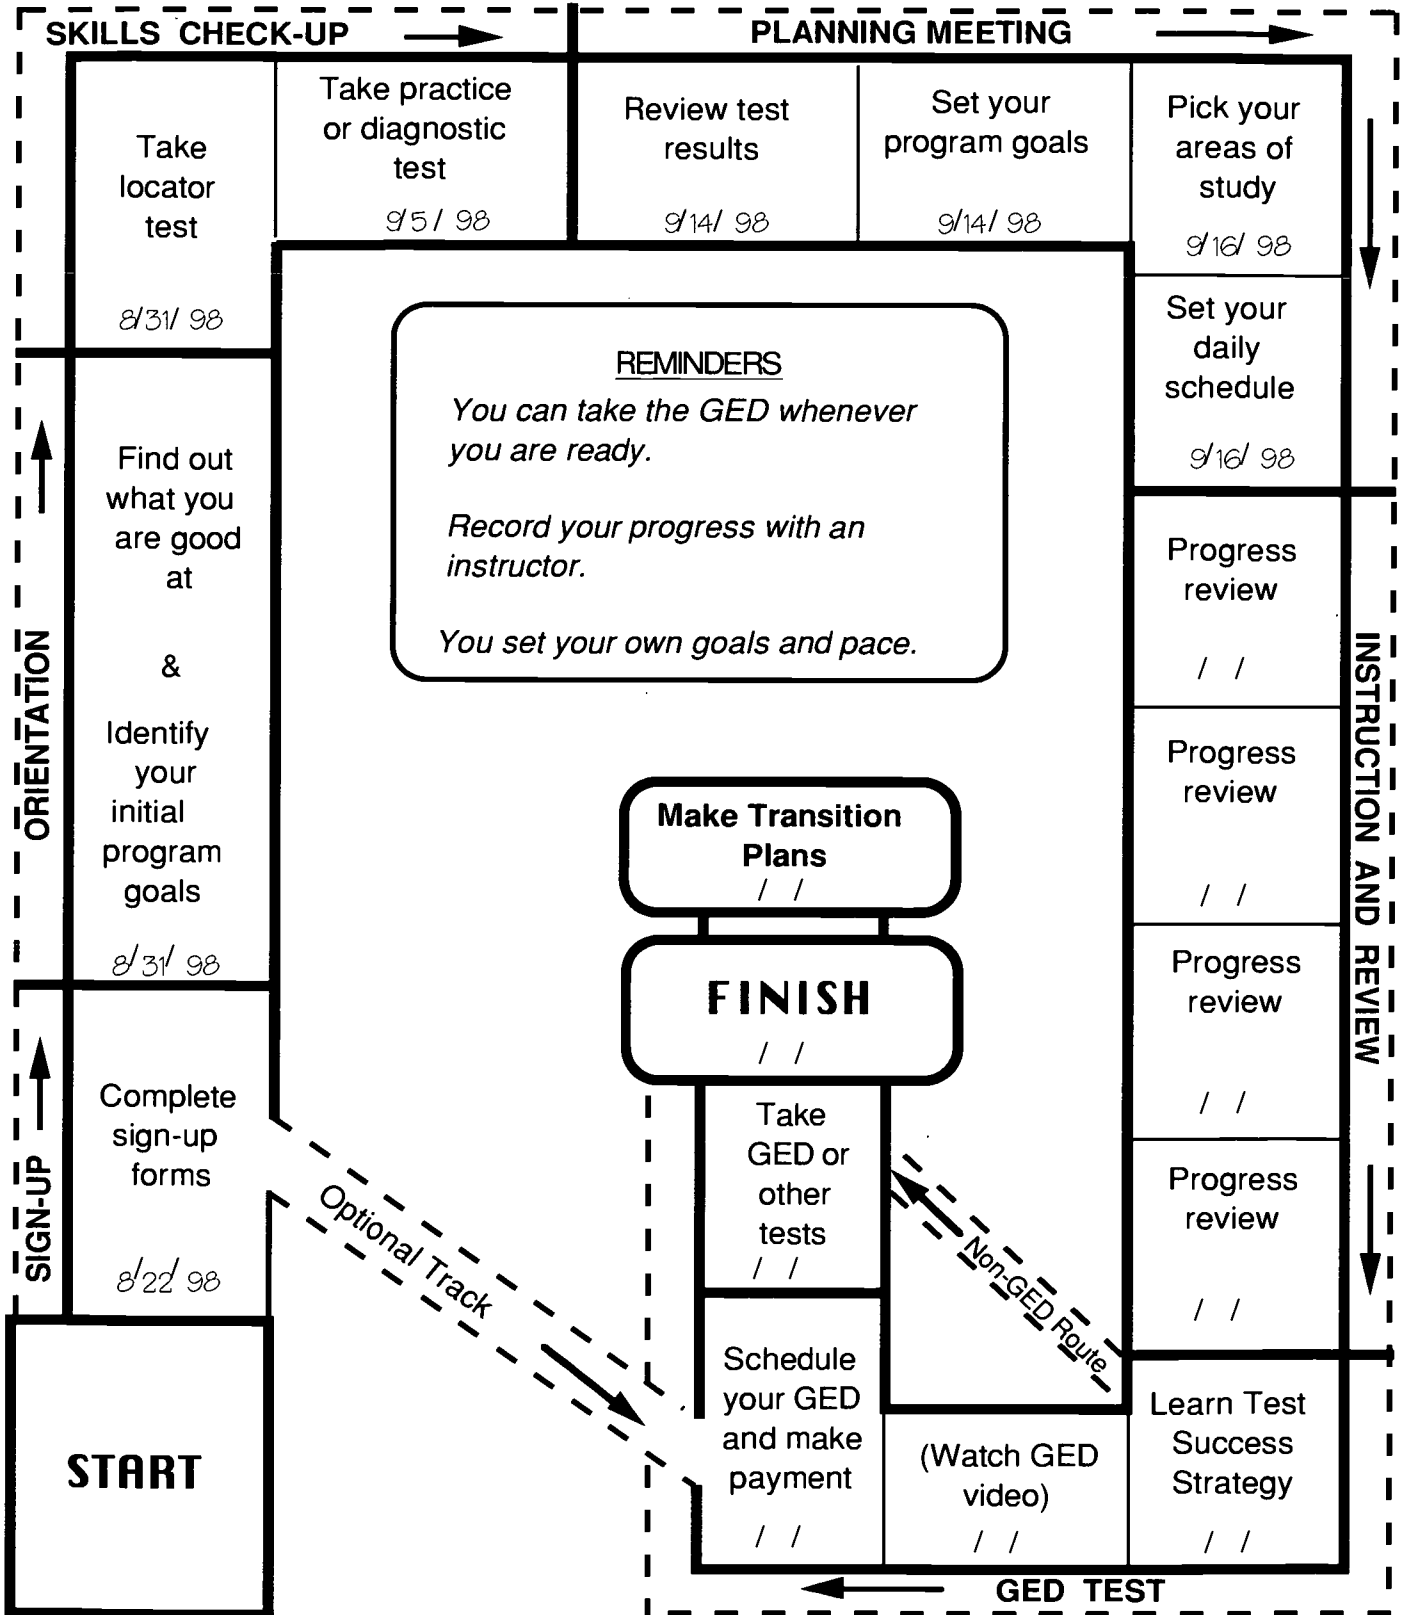 SKILLS CHECK-UP
PLANNING MEETING
Take
locator
test
8/31/ 98
Take practice
or diagnostic
test
9/5/ 98
Review test
results
9/14/ 98
Set your
program goals
9/14/ 98
Pick your
areas of
study
9/16/ 98
Set your
daily
schedule
9/16/ 98
REMINDERS
You can take the GED whenever
you are ready.
Record your progress with an
instructor.
You set your own goals and pace.
ORIENTATION
Find out
what you
are good
at
&
Identify
your
initial
program
goals
8/31/ 98
INSTRUCTION AND REVIEW
Progress
review
/ /
Progress
review
/ /
Progress
review
/ /
Progress
review
/ /
Make Transition
Plans
/ /
FINISH
/ /
SIGN-UP
Complete
sign-up
forms
8/22/ 98
Optional Track
Take
GED or
other
tests
/ /
Non-GED Route
START
Schedule
your GED
and make
payment
/ /
(Watch GED
video)
/ /
Learn Test
Success
Strategy
/ /
GED TEST